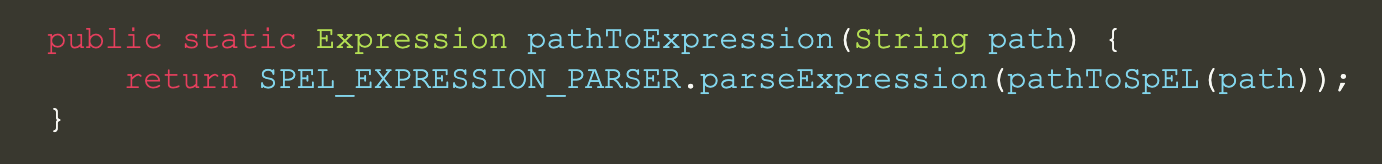 public static Expression pathToExpression(String path) {
    return SPEL_EXPRESSION_PARSER.parseExpression(pathToSpEL(path));
}